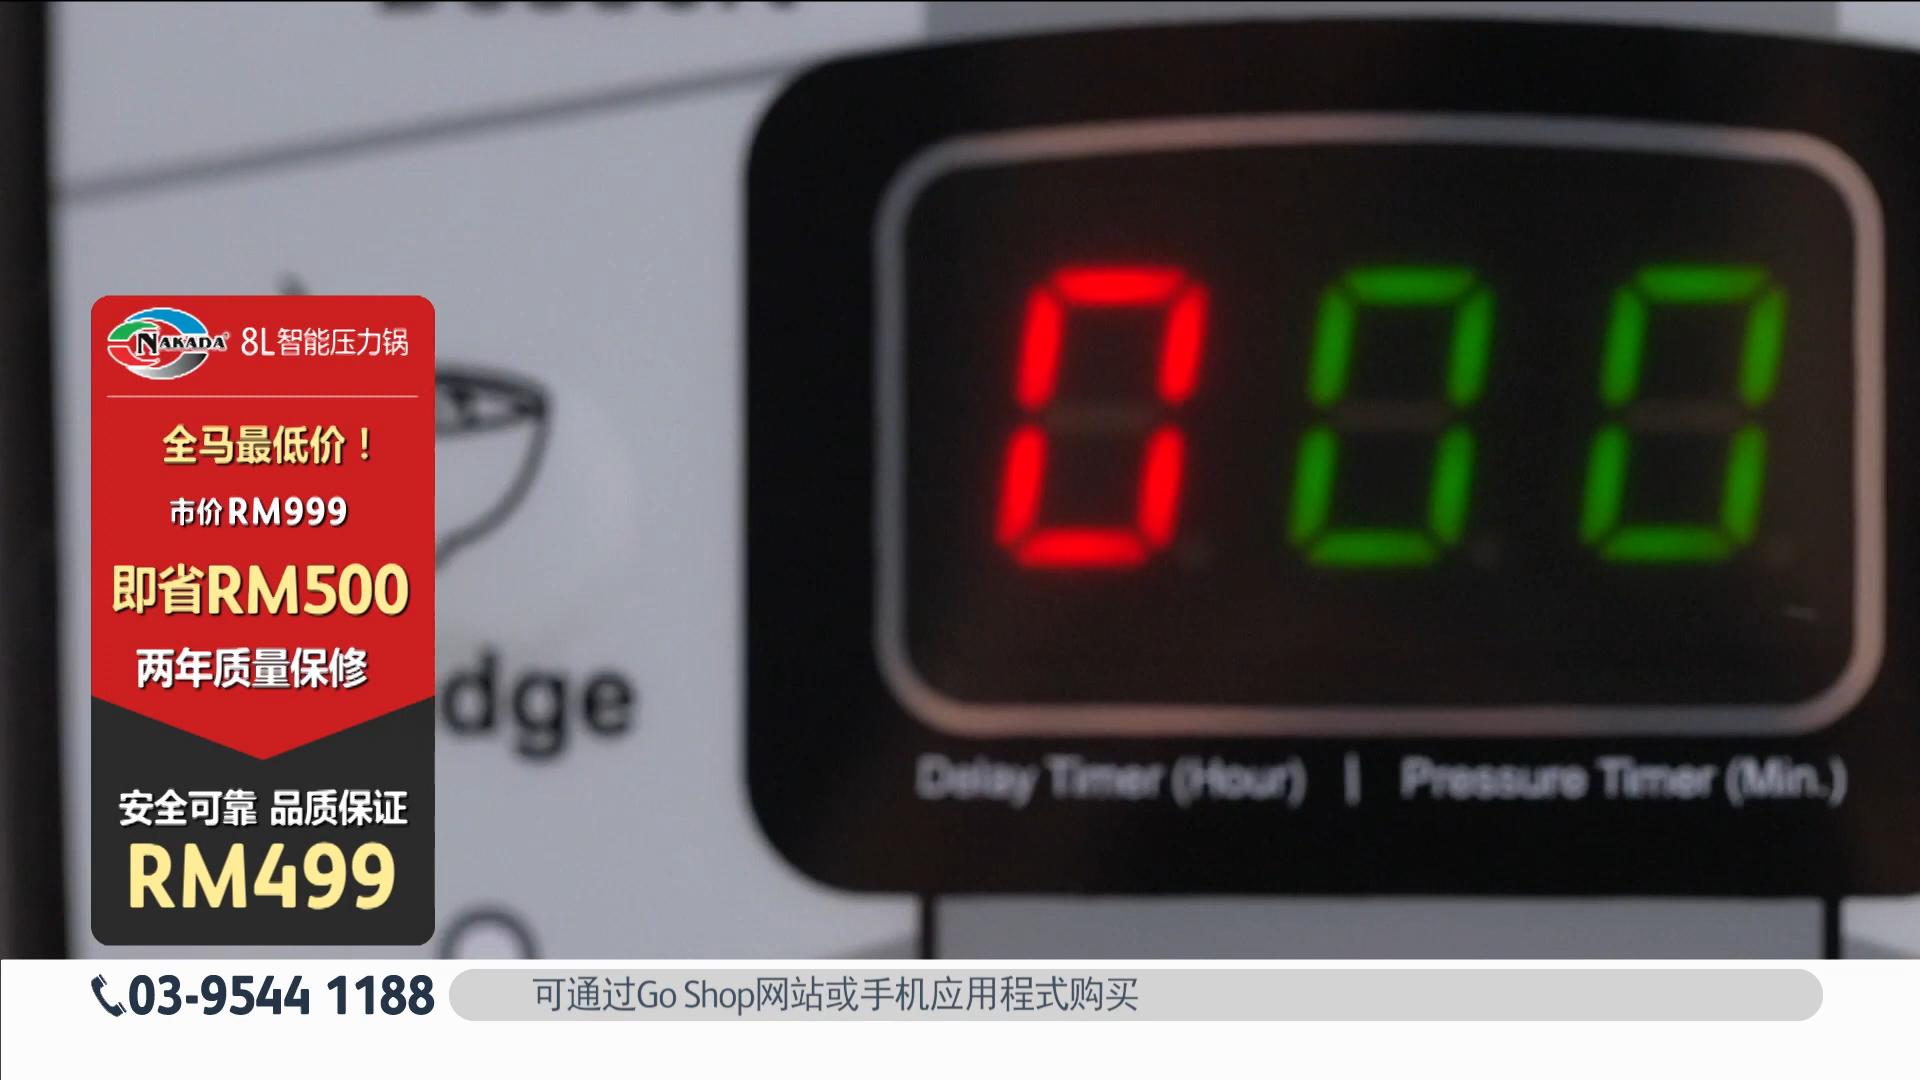 NAKADA 8L智能压力锅
全马最低价！
市价RM999
即省RM500
两年质量保修
安全可靠 品质保证
RM499
dge
000
Delay Timer (Hour) | Pressure Timer (Min.)
03-9544 1188
可通过Go Shop网站或手机应用程式购买